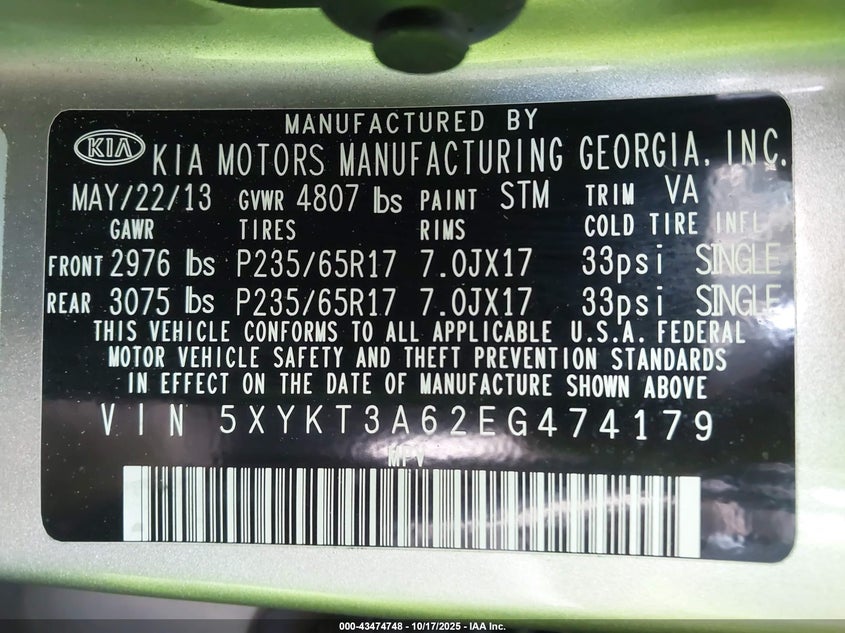 MANUFACTURED BY
KIA KIA MOTORS MANUFACTURING GEORGIA, INC.
MAY/22/13 GVWR 4807 lbs PAINT STM TRIM VA
GAWR TIRES RIMS COLD TIRE INFL
FRONT 2976 lbs P235/65R17 7.0JX17 33psi SINGLE
REAR 3075 lbs P235/65R17 7.0JX17 33psi SINGLE
THIS VEHICLE CONFORMS TO ALL APPLICABLE U.S.A. FEDERAL
MOTOR VEHICLE SAFETY AND THEFT PREVENTION STANDARDS
IN EFFECT ON THE DATE OF MANUFACTURE SHOWN ABOVE
VIN 5XYKT3A62EG474179
MPV
000-43474748 - 10/17/2025 - IAA Inc.